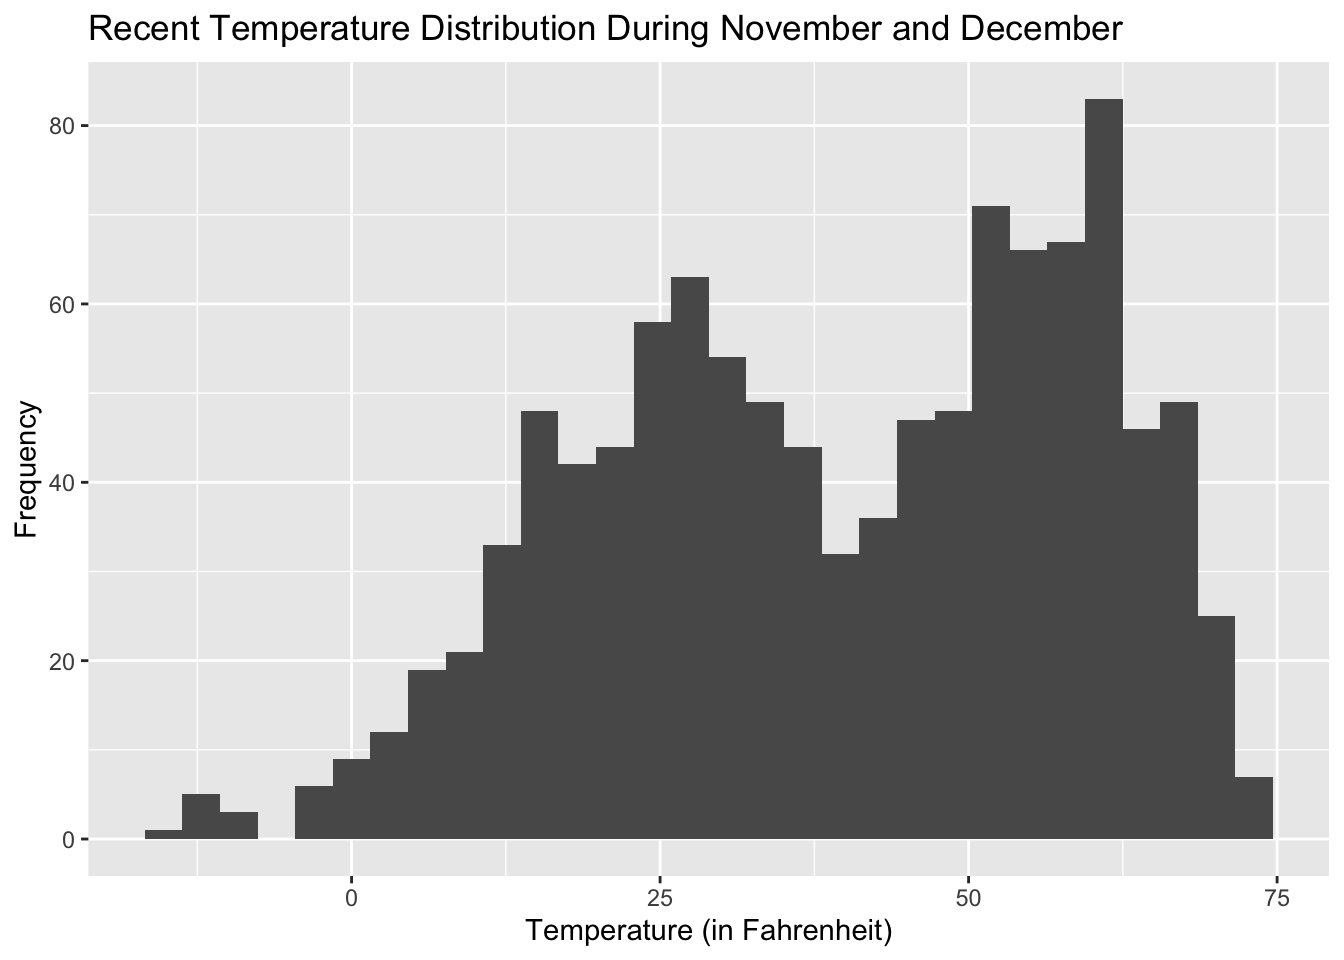 Recent Temperature Distribution During November and December
80
60
40
20
0
Frequency
0 25 50 75
Temperature (in Fahrenheit)